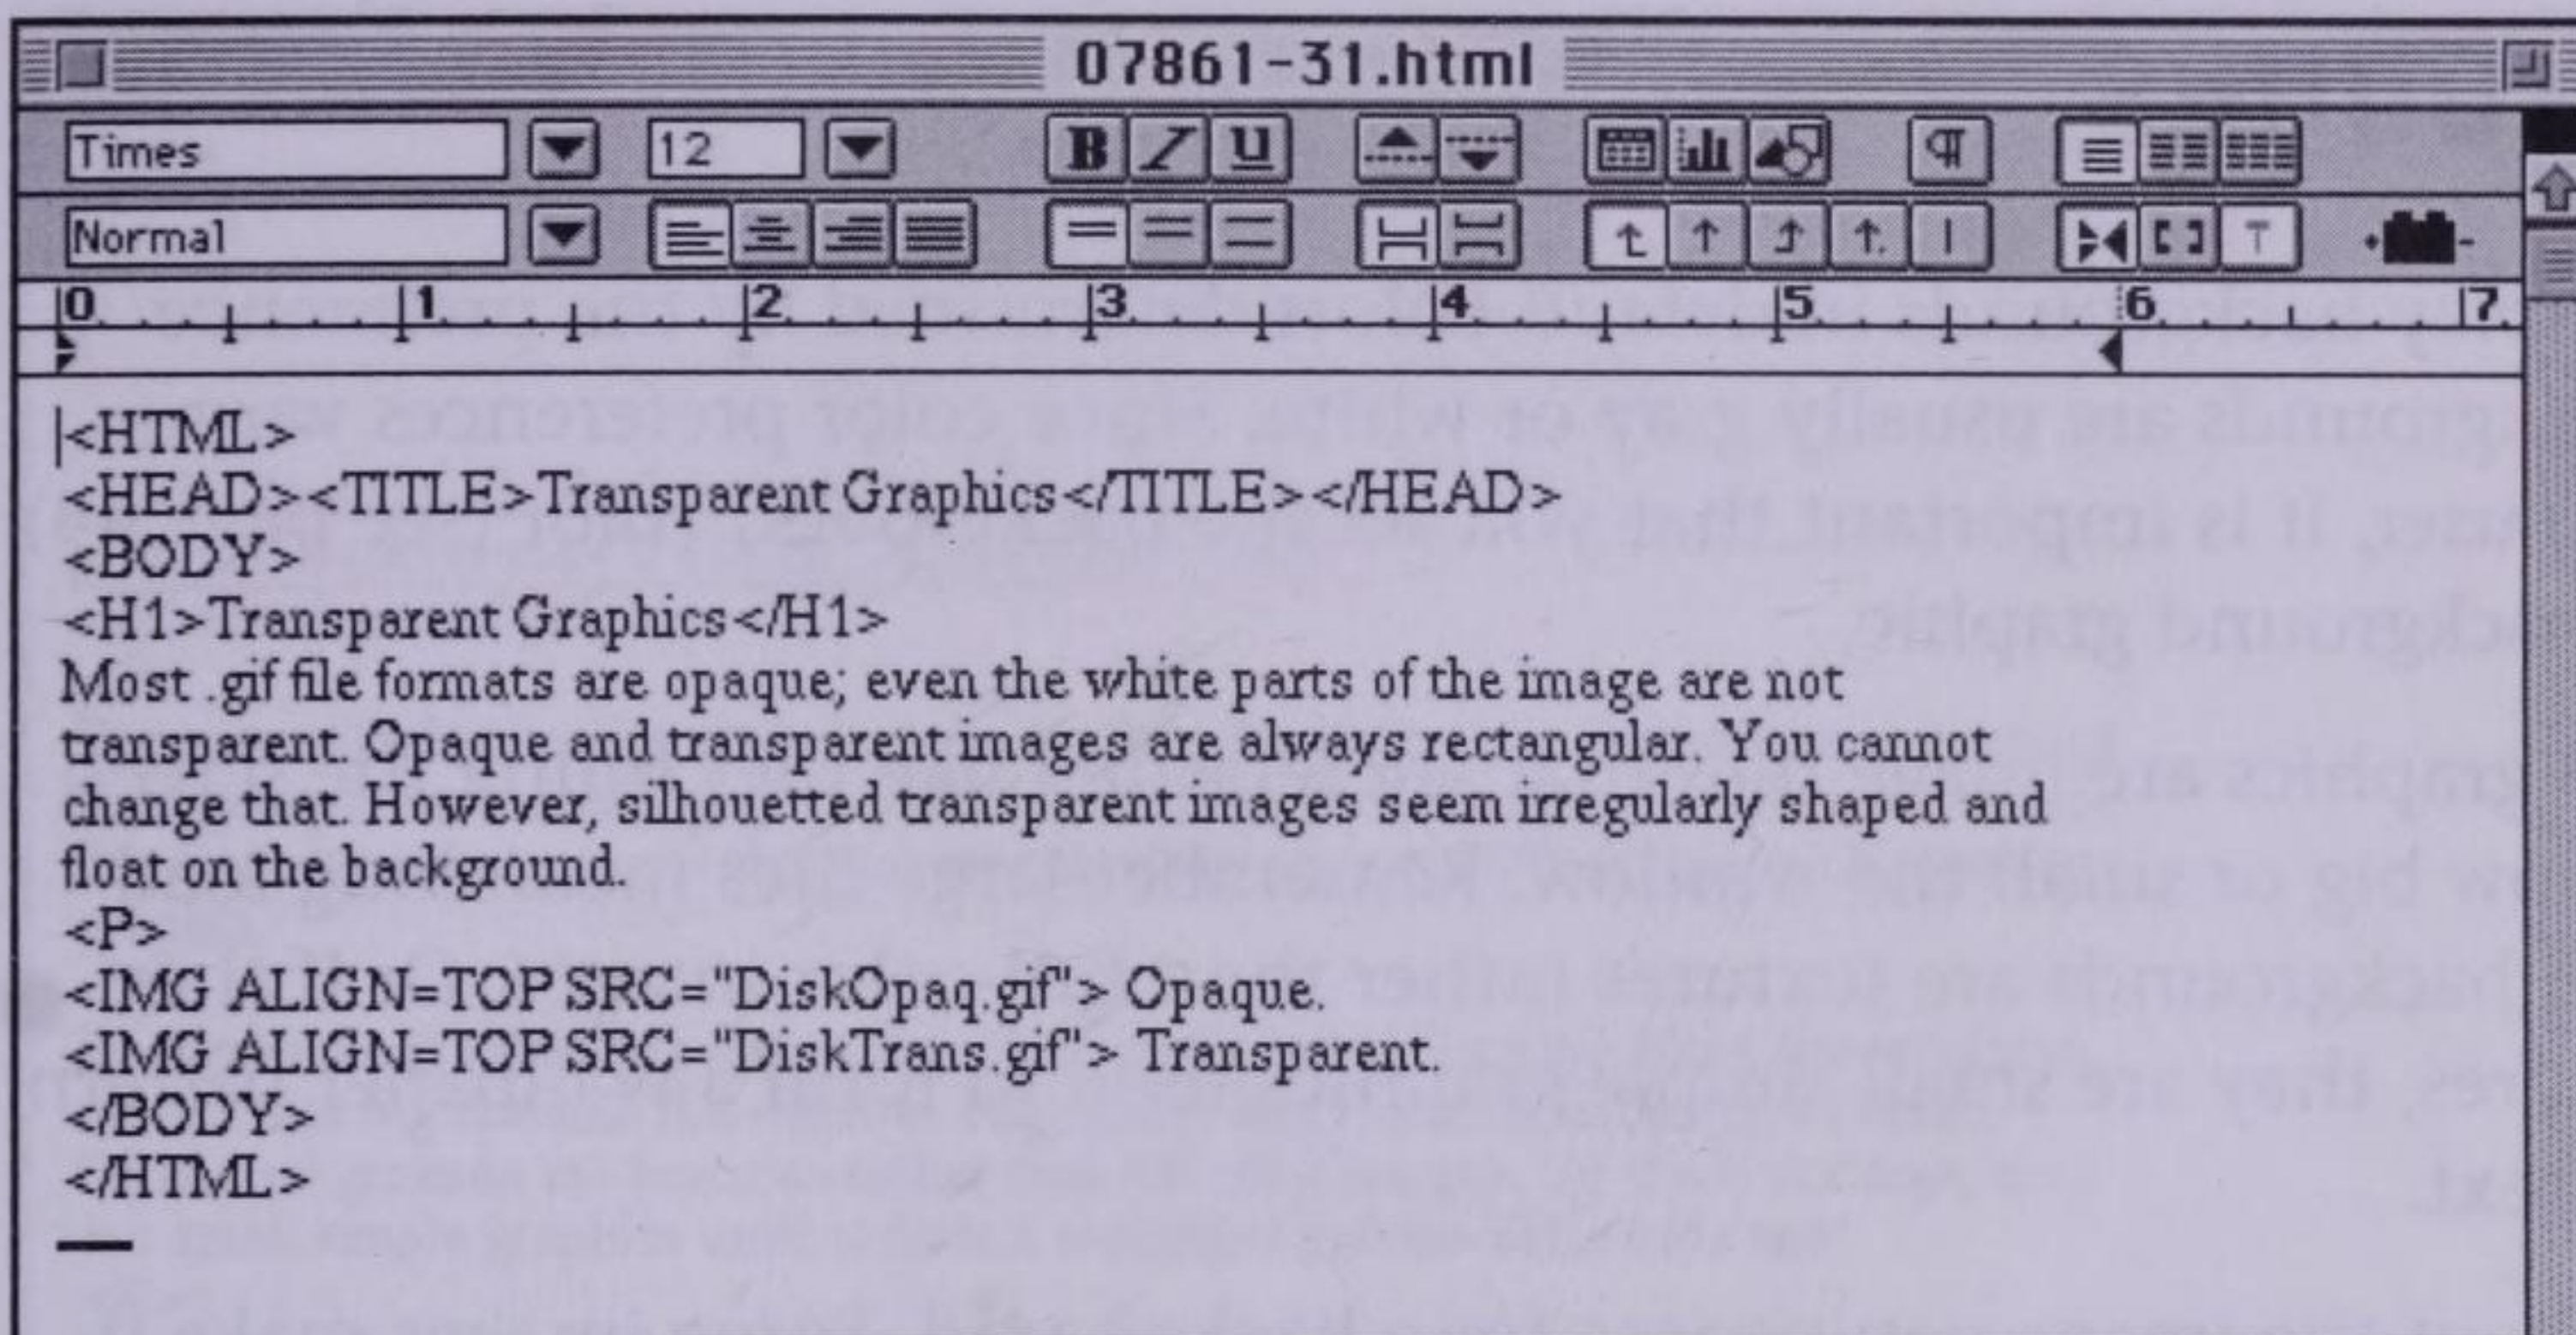 07861-31.html
Times 12 B I U ¶
Normal T
0 1 2 3 4 5 6 7
<HTML>
<HEAD><TITLE>Transparent Graphics</TITLE></HEAD>
<BODY>
<H1>Transparent Graphics</H1>
Most .gif file formats are opaque; even the white parts of the image are not
transparent. Opaque and transparent images are always rectangular. You cannot
change that. However, silhouetted transparent images seem irregularly shaped and
float on the background.
<P>
<IMG ALIGN=TOP SRC="DiskOpaq.gif"> Opaque.
<IMG ALIGN=TOP SRC="DiskTrans.gif"> Transparent.
</BODY>
</HTML>